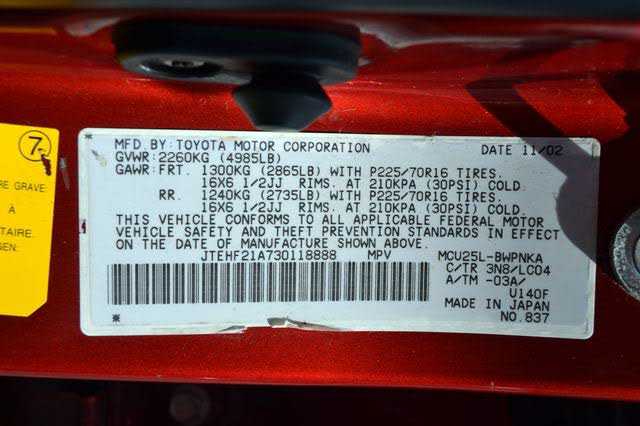 7
RE GRAVE
À
TAIRE.
GEN:
MFD.BY:TOYOTA MOTOR CORPORATION DATE 11/02
GVWR:2260KG (4985LB)
GAWR:FRT. 1300KG (2865LB) WITH P225/70R16 TIRES.
16X6 1/2JJ RIMS. AT 210KPA (30PSI) COLD.
RR. 1240KG (2735LB) WITH P225/70R16 TIRES.
16X6 1/2JJ RIMS. AT 210KPA (30PSI) COLD.
THIS VEHICLE CONFORMS TO ALL APPLICABLE FEDERAL MOTOR
VEHICLE SAFETY AND THEFT PREVENTION STANDARDS IN EFFECT
ON THE DATE OF MANUFACTURE SHOWN ABOVE.
JTEHF21A730118888 MPV MCU25L-BWPNKA
C/TR 3N8/LC04
A/TM -03A/
U140F
MADE IN JAPAN
NO.837